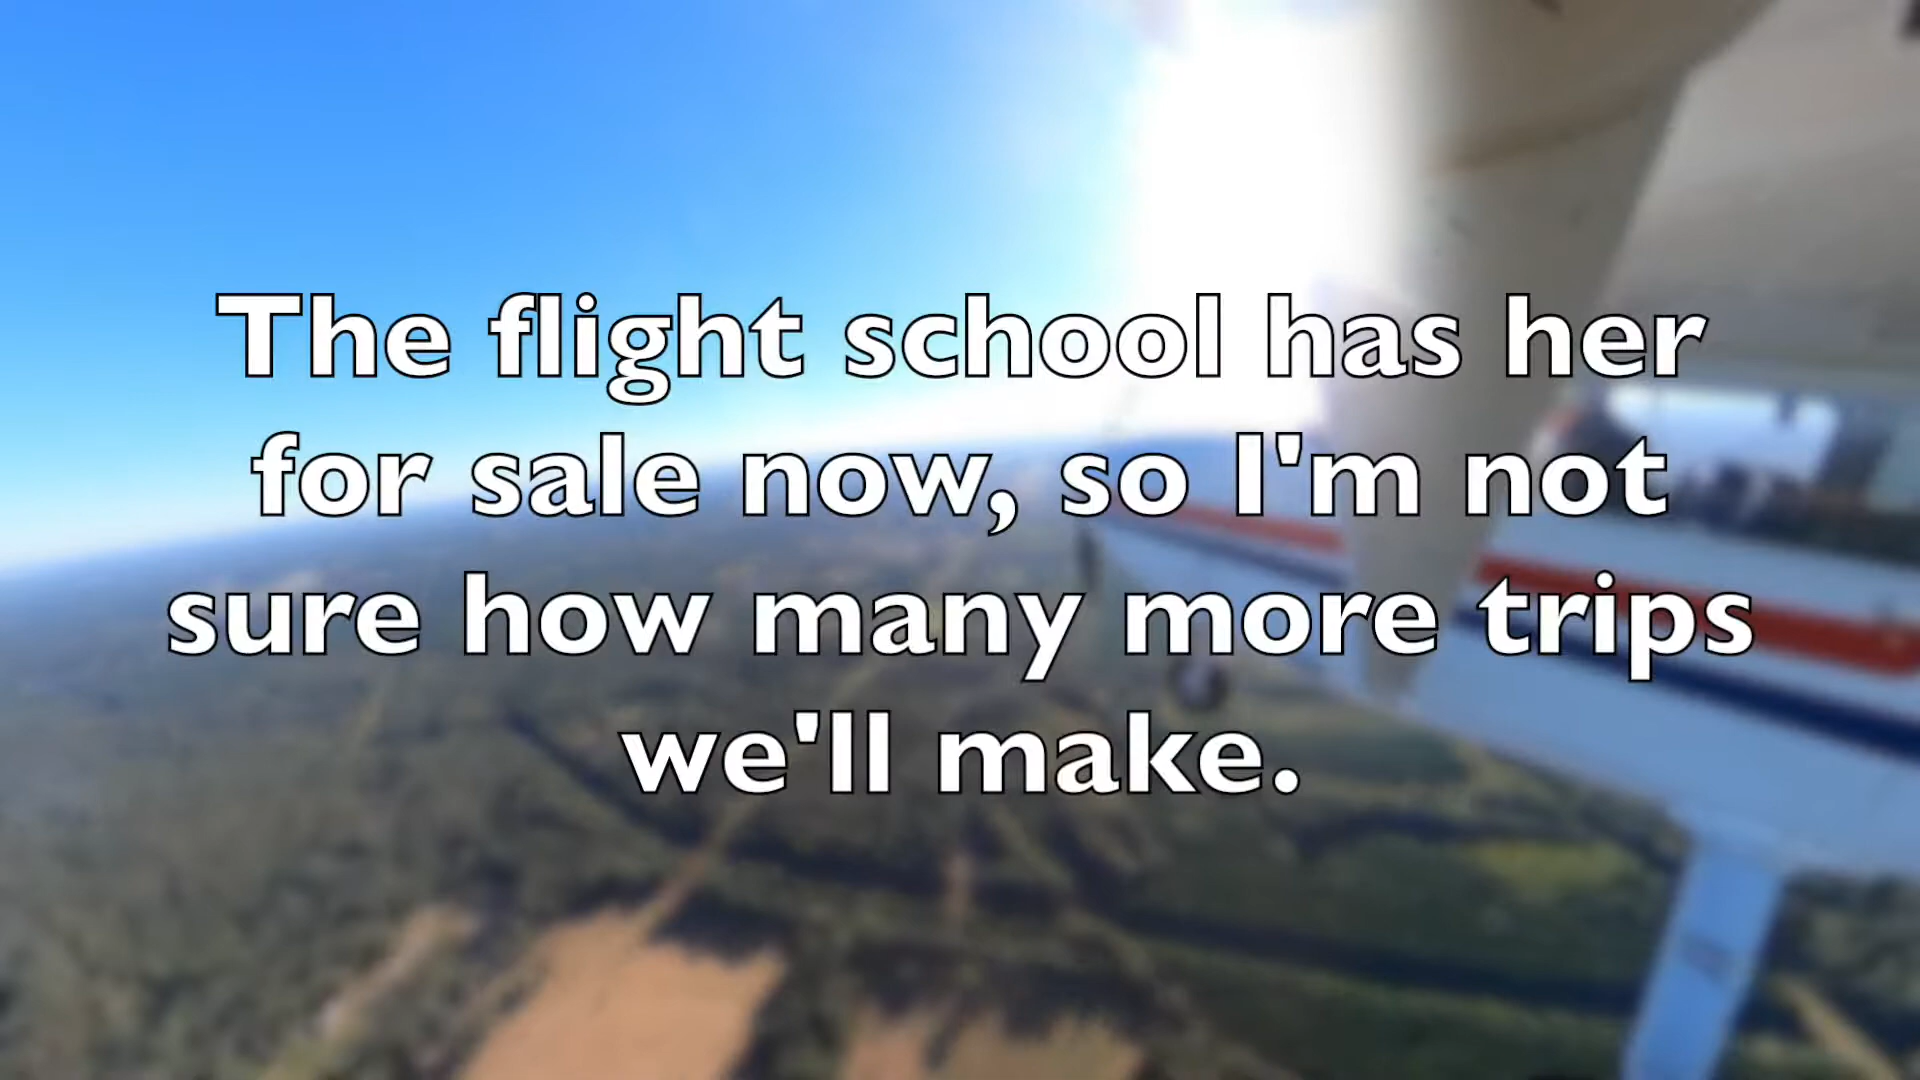 The flight school has her
for sale now, so I'm not
sure how many more trips
we'll make.